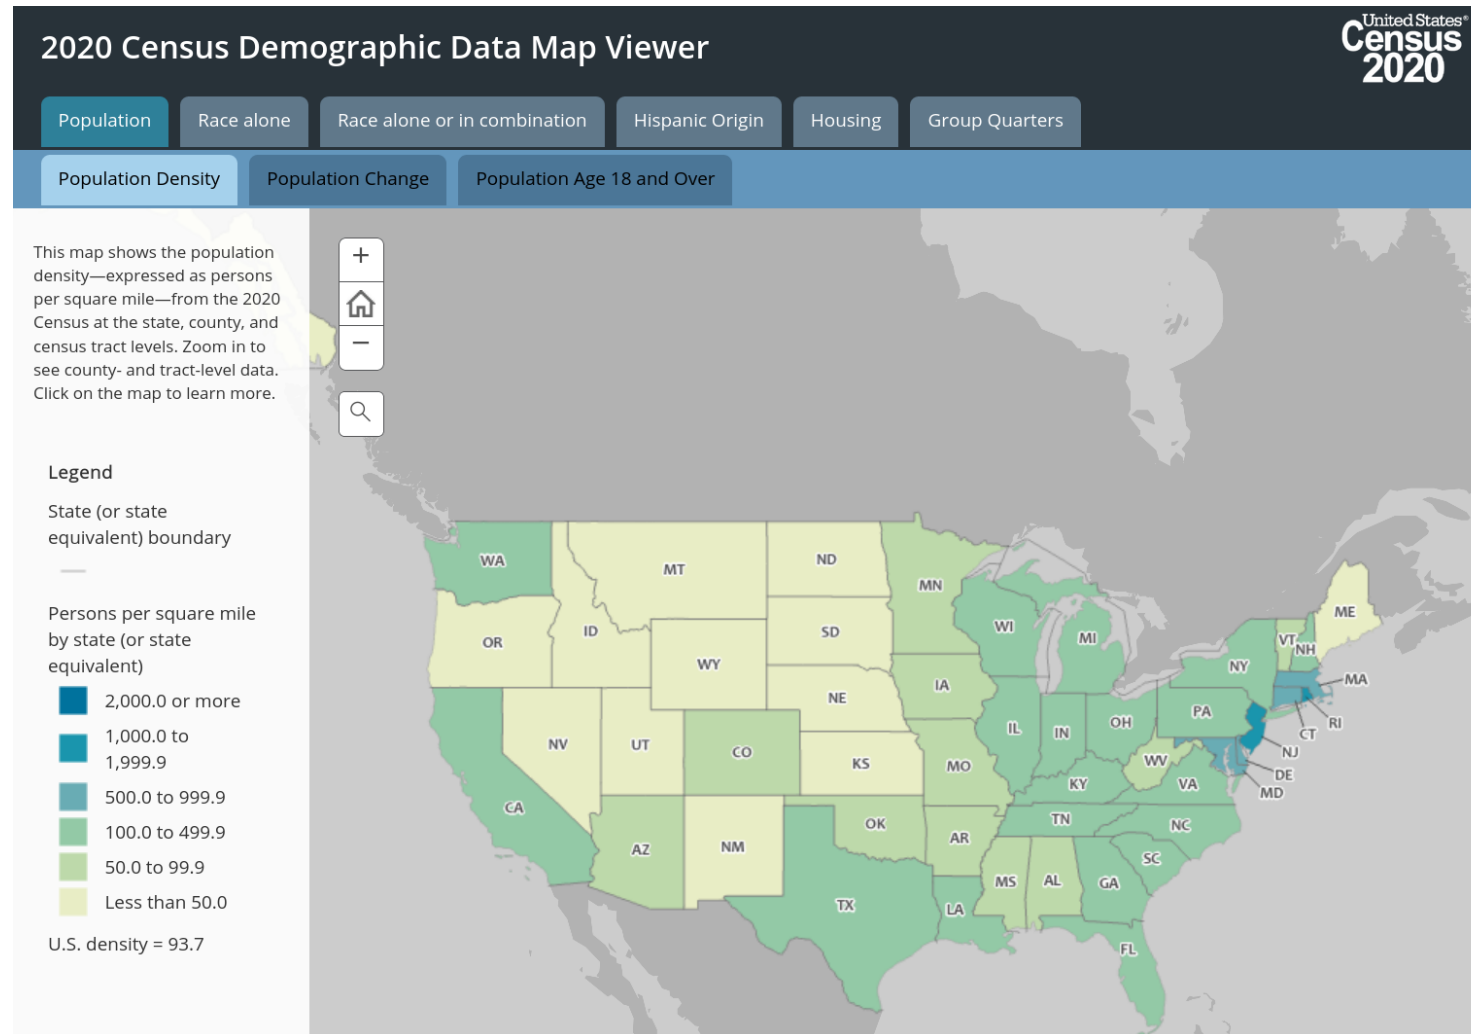 2020 Census Demographic Data Map Viewer
United States®
Census
2020
Population
Race alone
Race alone or in combination
Hispanic Origin
Housing
Group Quarters
Population Density
Population Change
Population Age 18 and Over
This map shows the population
density—expressed as persons
per square mile—from the 2020
Census at the state, county, and
census tract levels. Zoom in to
see county- and tract-level data.
Click on the map to learn more.
Legend
State (or state
equivalent) boundary
Persons per square mile
by state (or state
equivalent)
2,000.0 or more
1,000.0 to
1,999.9
500.0 to 999.9
100.0 to 499.9
50.0 to 99.9
Less than 50.0
U.S. density = 93.7
+
−
WA
MT
ND
MN
ME
OR
ID
SD
WI
MI
VT
NH
WY
NY
MA
IA
NE
PA
RI
NV
UT
CO
IL
IN
OH
CT
NJ
KS
MO
WV
DE
CA
KY
VA
MD
AZ
NM
OK
AR
TN
NC
SC
MS
AL
GA
TX
LA
FL